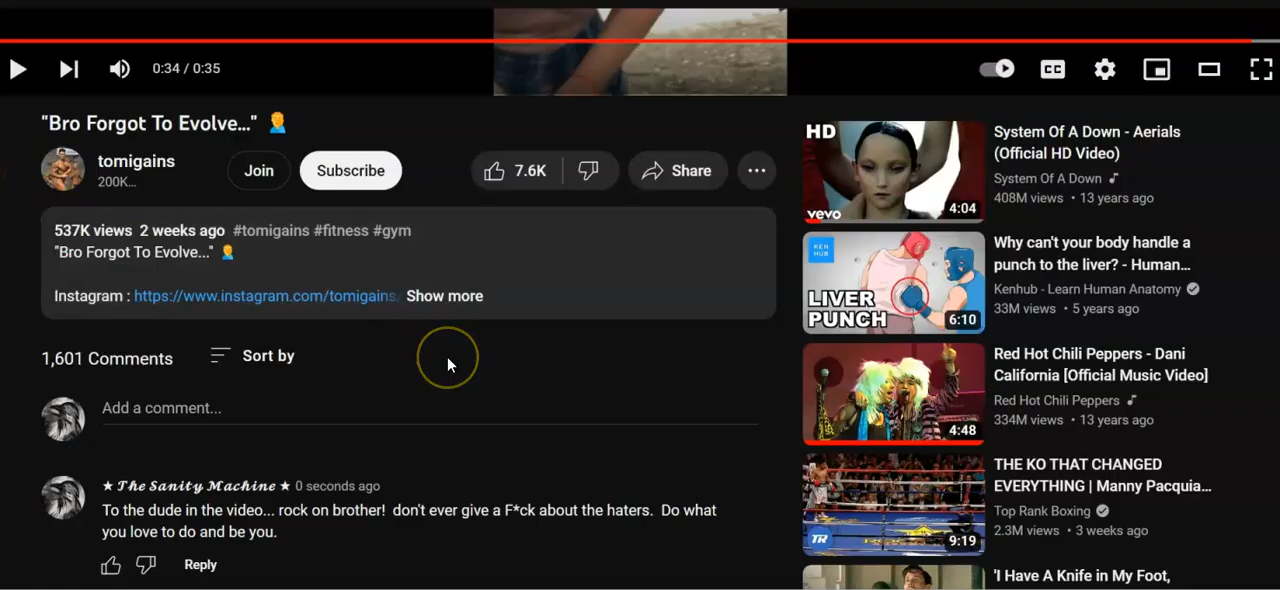 0:34 / 0:35
CC
"Bro Forgot To Evolve..." 🤦
tomigains
200K...
Join
Subscribe
7.6K
Share
537K views 2 weeks ago #tomigains #fitness #gym
"Bro Forgot To Evolve..." 🤦
Instagram : https://www.instagram.com/tomigains/ Show more
1,601 Comments
Sort by
Add a comment...
★ 𝓣𝓱𝓮 𝓢𝓪𝓷𝓲𝓽𝔂 𝓜𝓪𝓬𝓱𝓲𝓷𝓮 ★ 0 seconds ago
To the dude in the video... rock on brother! don't ever give a F*ck about the haters. Do what
you love to do and be you.
Reply
HD
vevo
4:04
System Of A Down - Aerials
(Official HD Video)
System Of A Down
408M views • 13 years ago
KEN
HUB
LIVER
PUNCH
6:10
Why can't your body handle a
punch to the liver? - Human...
Kenhub - Learn Human Anatomy
33M views • 5 years ago
4:48
Red Hot Chili Peppers - Dani
California [Official Music Video]
Red Hot Chili Peppers
334M views • 13 years ago
TR
9:19
THE KO THAT CHANGED
EVERYTHING | Manny Pacquia...
Top Rank Boxing
2.3M views • 3 weeks ago
'I Have A Knife in My Foot,